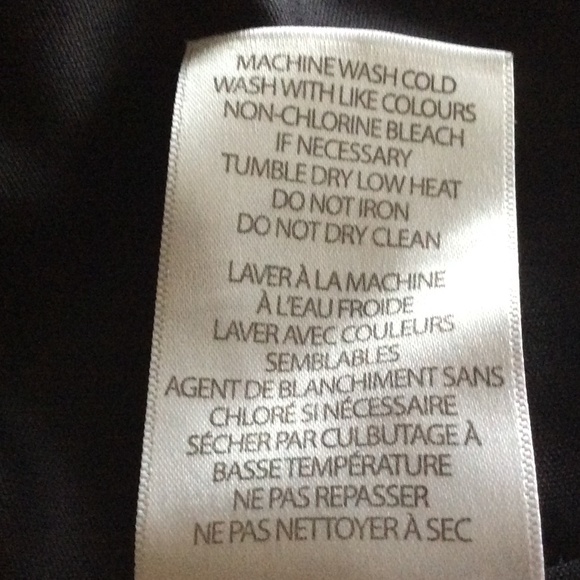 MACHINE WASH COLD
WASH WITH LIKE COLOURS
NON-CHLORINE BLEACH
IF NECESSARY
TUMBLE DRY LOW HEAT
DO NOT IRON
DO NOT DRY CLEAN
LAVER À LA MACHINE
À L'EAU FROIDE
LAVER AVEC COULEURS
SEMBLABLES
AGENT DE BLANCHIMENT SANS
CHLORE SI NÉCESSAIRE
SÉCHER PAR CULBUTAGE À
BASSE TEMPÉRATURE
NE PAS REPASSER
NE PAS NETTOYER À SEC